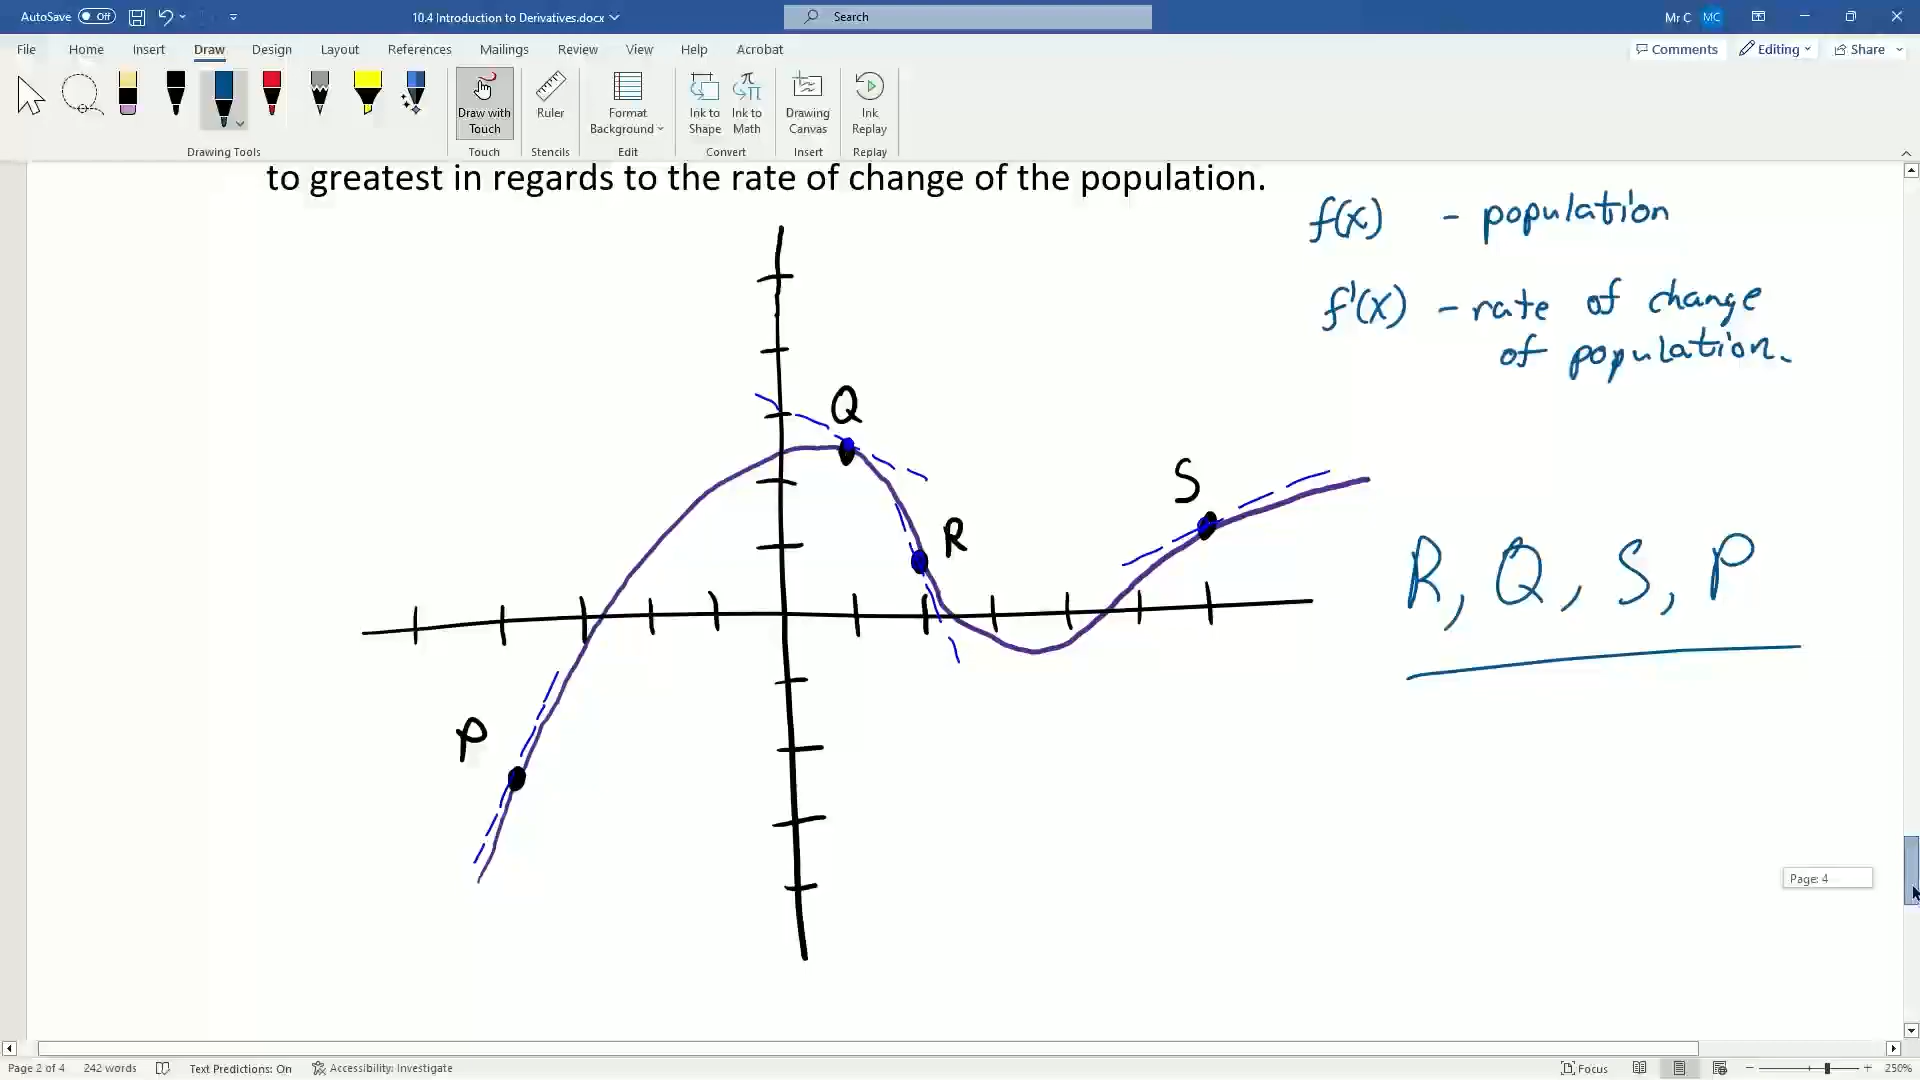 AutoSave Off 10.4 Introduction to Derivatives.docx Search Mr C MC
File Home Insert Draw Design Layout References Mailings Review View Help Acrobat Comments Editing Share
Draw with Touch
Ruler
Format Background
Ink to Shape
Ink to Math
Drawing Canvas
Ink Replay
Drawing Tools Touch Stencils Edit Convert Insert Replay
to greatest in regards to the rate of change of the population.
f(x) - population
f'(x) - rate of change
of population.
Q
S
R
R, Q, S, P
P
Page: 4
Page 2 of 4 242 words Text Predictions: On Accessibility: Investigate Focus 250%